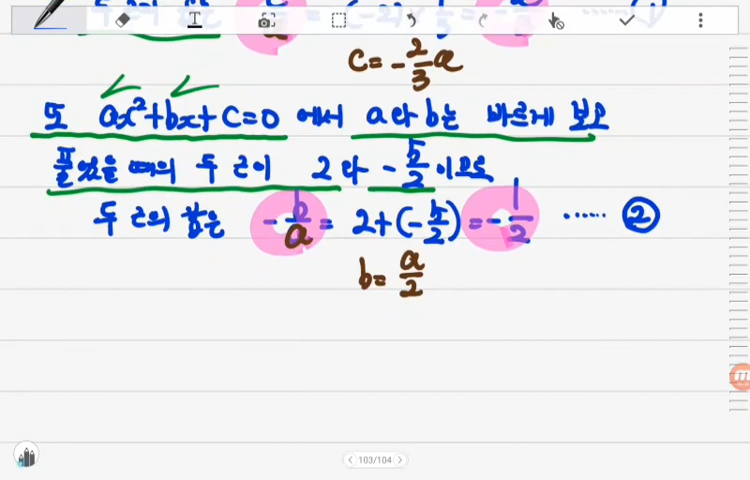 C = -2/3 a
또 ax²+bx+c=0 에서 a와 b는 바르게 보고
풀었을 때의 두 근이 2와 -5/2이므로
두 근의 합은 -b/a = 2+(-5/2) = -1/2 ...... ②
b = a/2
103/104